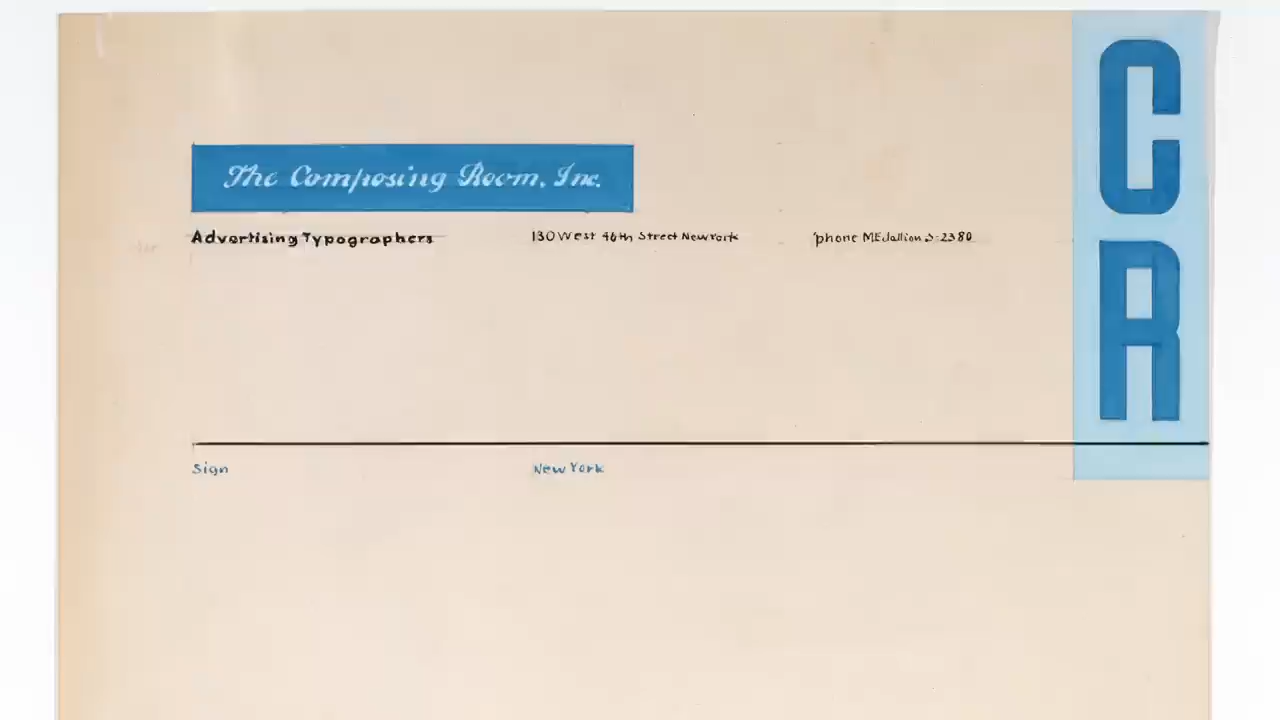 CR
The Composing Room, Inc.
Advertising Typographers 130 West 46th Street New York 'phone MEdallion 3-2380
Sign New York